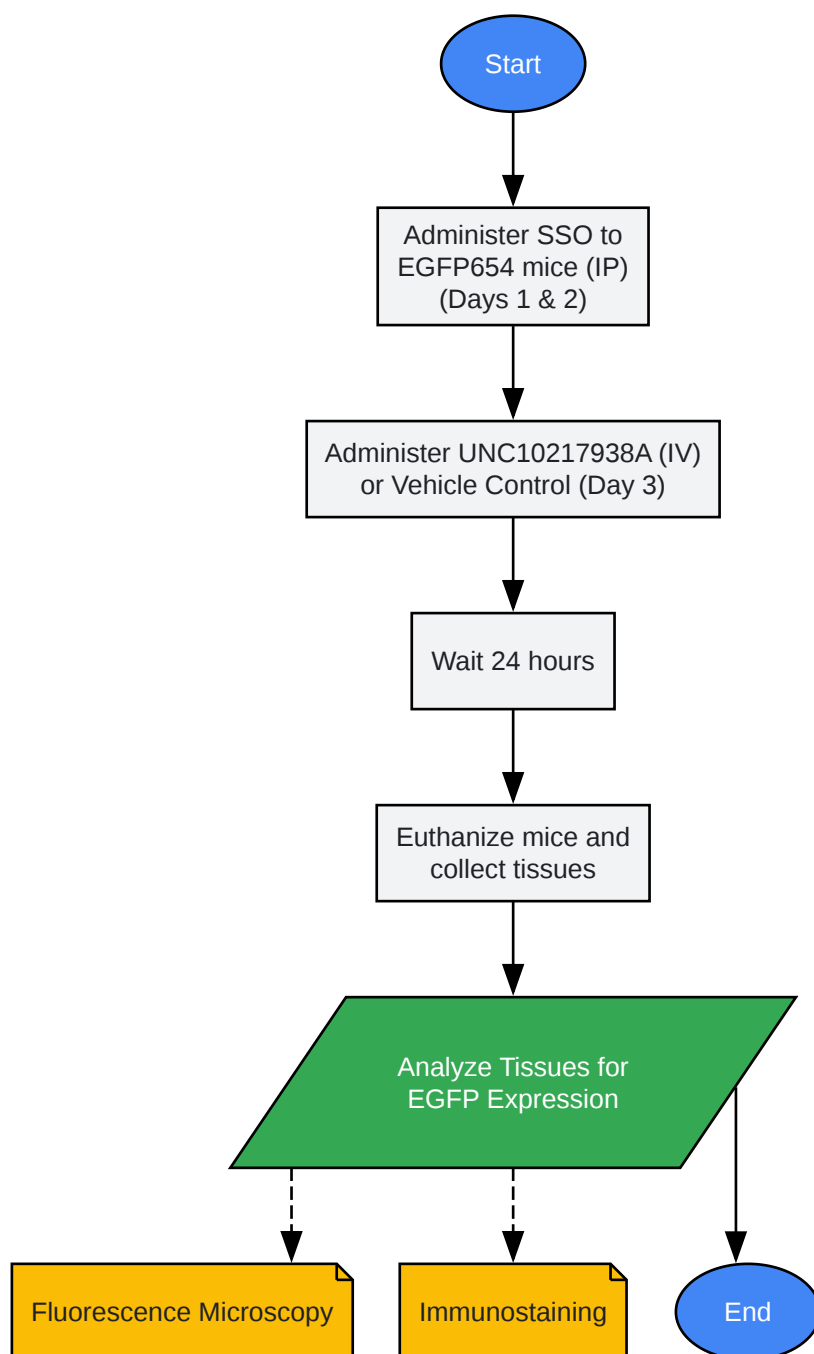 Start
Administer SSO to
EGFP654 mice (IP)
(Days 1 & 2)
Administer UNC10217938A (IV)
or Vehicle Control (Day 3)
Wait 24 hours
Euthanize mice and
collect tissues
Analyze Tissues for
EGFP Expression
Fluorescence Microscopy
Immunostaining
End